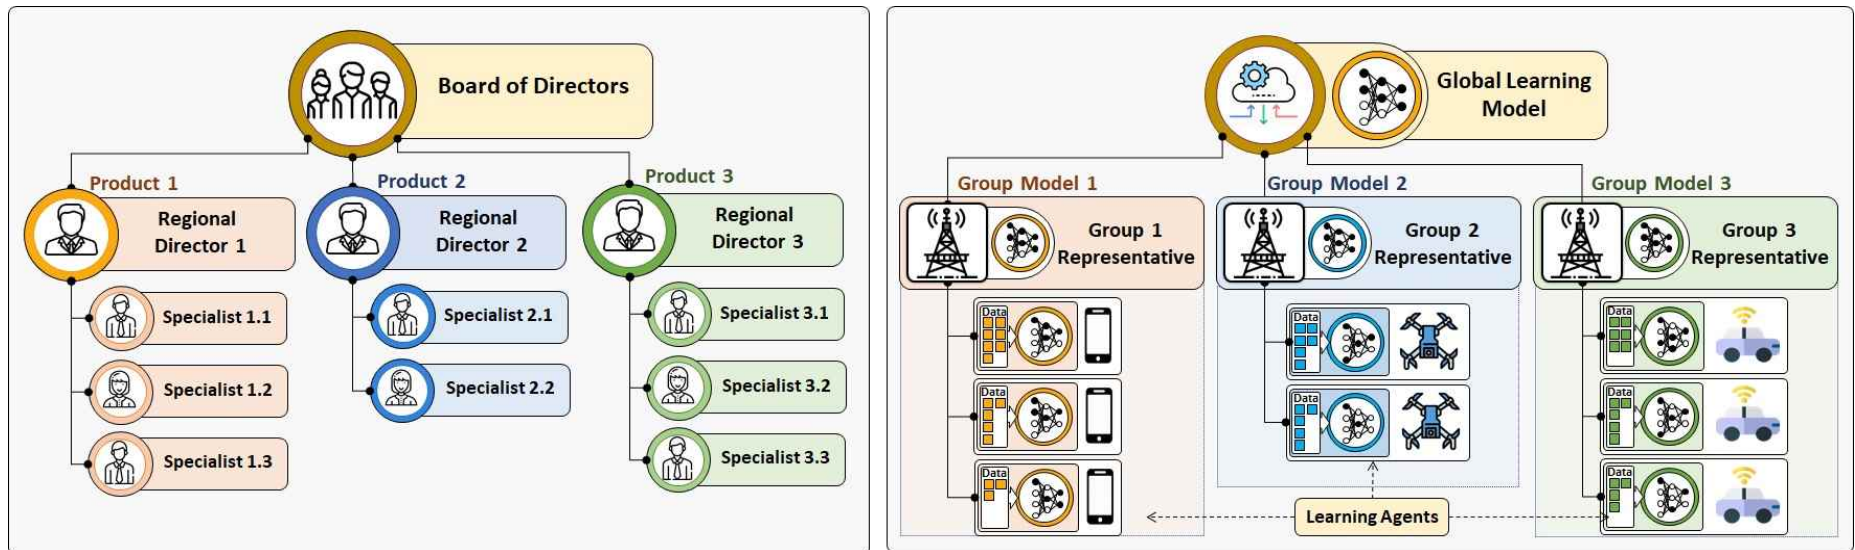 Board of Directors
Product 1
Regional
Director 1
Specialist 1.1
Specialist 1.2
Specialist 1.3
Product 2
Regional
Director 2
Specialist 2.1
Specialist 2.2
Product 3
Regional
Director 3
Specialist 3.1
Specialist 3.2
Specialist 3.3
Global Learning
Model
Group Model 1
Group 1
Representative
Data
Data
Data
Group Model 2
Group 2
Representative
Data
Data
Group Model 3
Group 3
Representative
Data
Data
Data
Learning Agents